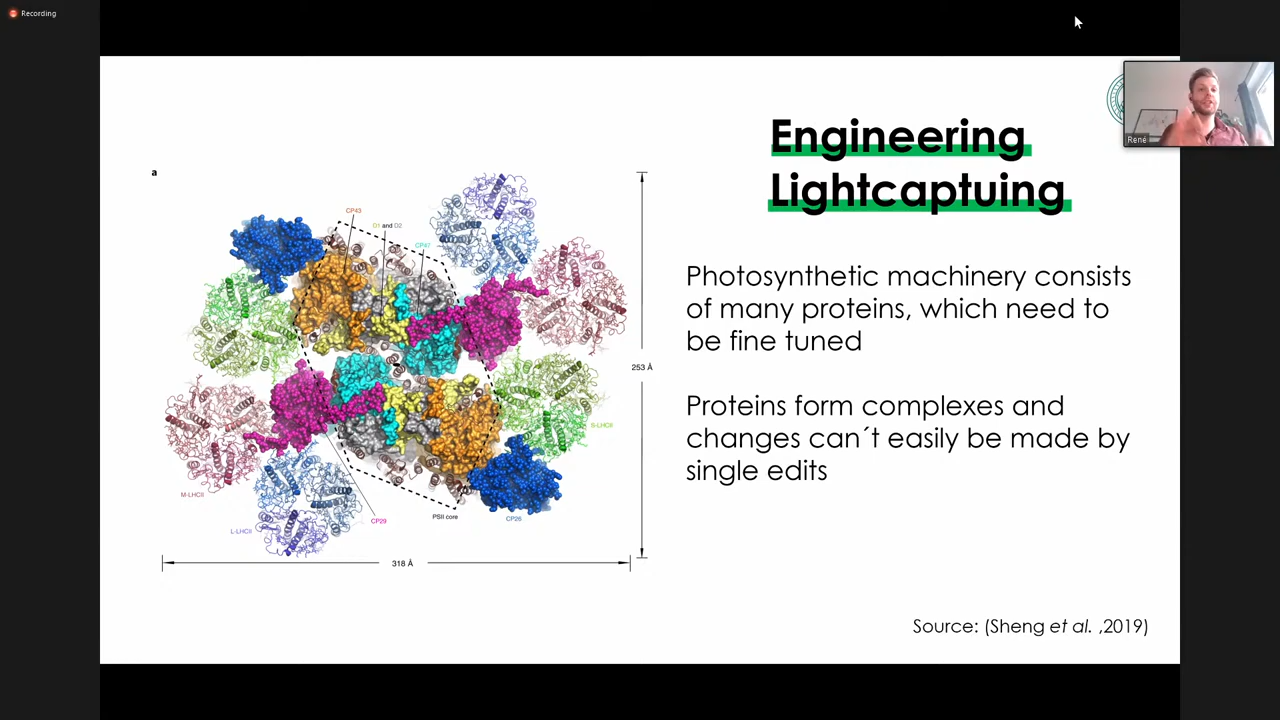 Recording
René
Engineering
Lightcaptuing
a
CP43
D1 and D2
CP47
253 Å
S-LHCII
M-LHCII
L-LHCII
CP29
PSII core
CP26
318 Å
Photosynthetic machinery consists
of many proteins, which need to
be fine tuned
Proteins form complexes and
changes can´t easily be made by
single edits
Source: (Sheng et al. ,2019)